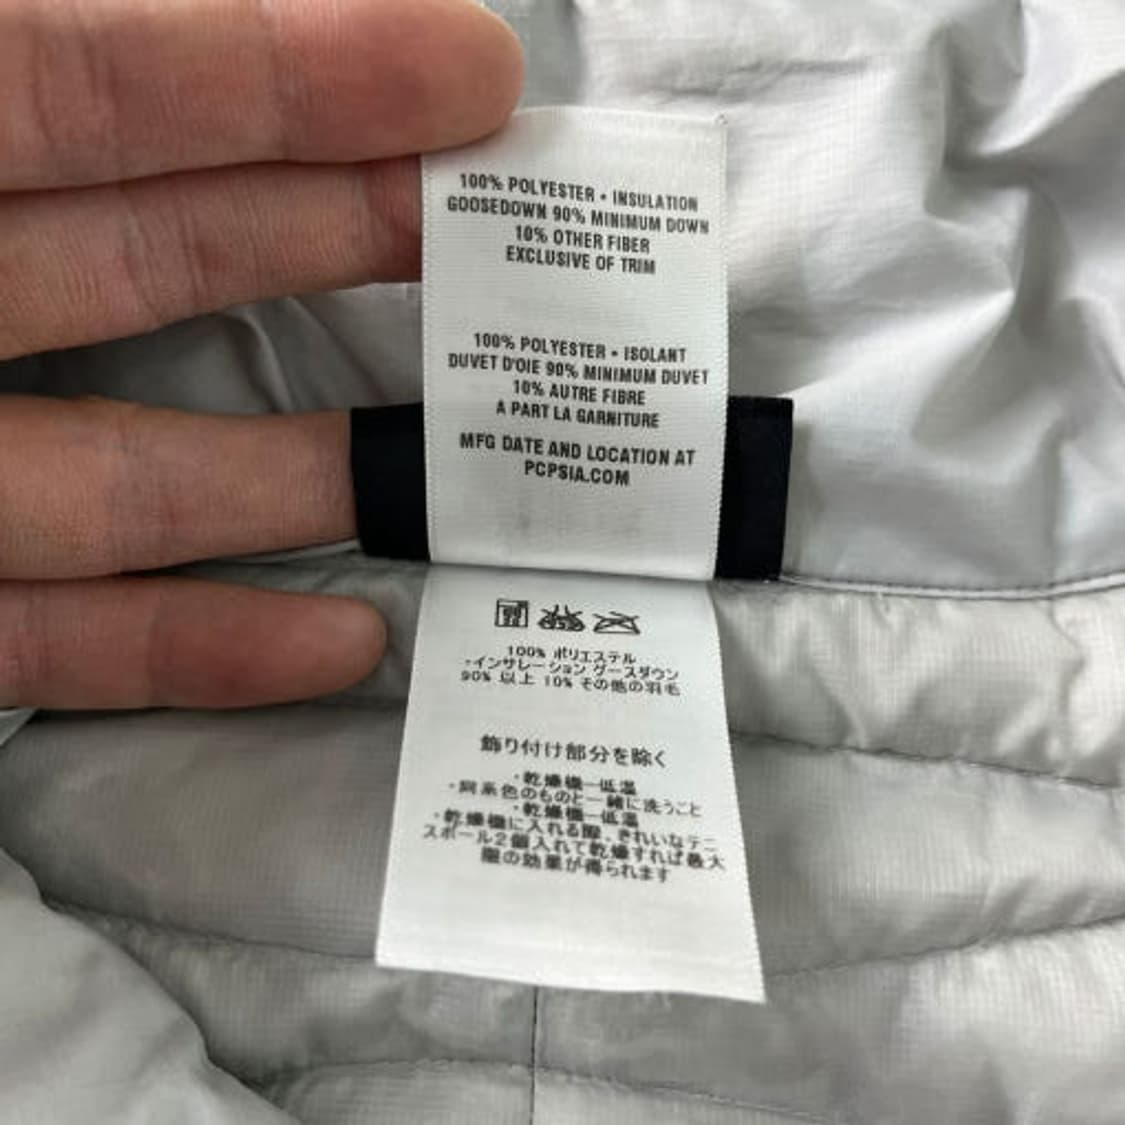 100% POLYESTER • INSULATION
GOOSEDOWN 90% MINIMUM DOWN
10% OTHER FIBER
EXCLUSIVE OF TRIM
100% POLYESTER • ISOLANT
DUVET D'OIE 90% MINIMUM DUVET
10% AUTRE FIBRE
À PART LA GARNITURE
MFG DATE AND LOCATION AT
PCPSIA.COM
100% ポリエステル
・インサレーション グースダウン
90% 以上 10% その他の羽毛
飾り付け部分を除く
・乾燥機―低温
・同系色のものと一緒に洗うこと
・乾燥機―低温
・乾燥機に入れる際、きれいなテニ
スボール2個入れて乾燥すれば最大
限の効果が得られます